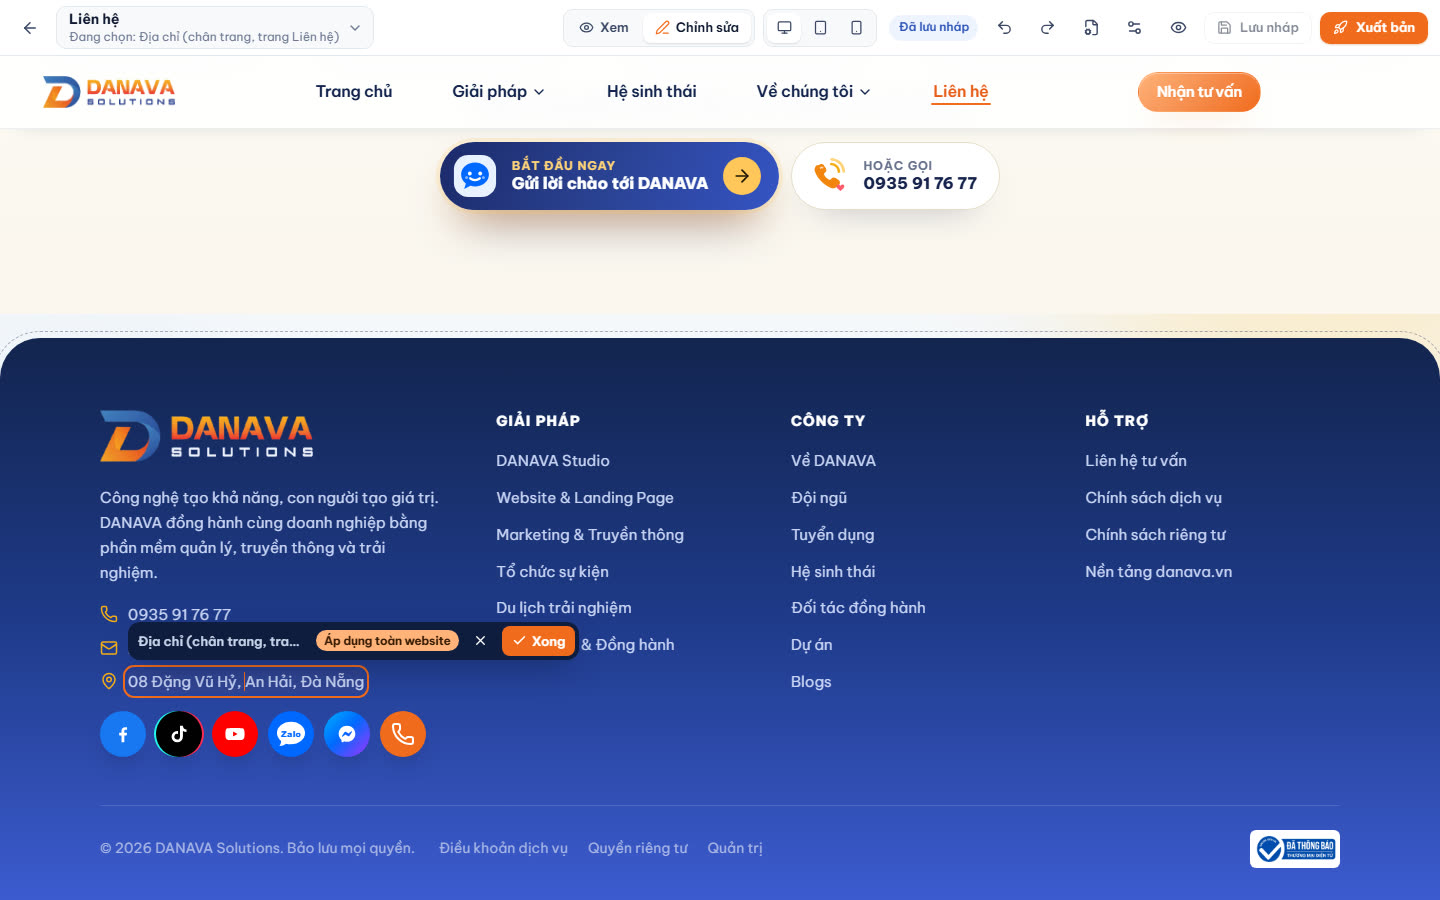 Liên hệ
Đang chọn: Địa chỉ (chân trang, trang Liên hệ)
Xem
Chỉnh sửa
Đã lưu nháp
Lưu nháp
Xuất bản
DANAVA
SOLUTIONS
Trang chủ
Giải pháp
Hệ sinh thái
Về chúng tôi
Liên hệ
Nhận tư vấn
BẮT ĐẦU NGAY
Gửi lời chào tới DANAVA
HOẶC GỌI
0935 91 76 77
DANAVA
SOLUTIONS
Công nghệ tạo khả năng, con người tạo giá trị.
DANAVA đồng hành cùng doanh nghiệp bằng
phần mềm quản lý, truyền thông và trải
nghiệm.
0935 91 76 77
Địa chỉ (chân trang, tra...
Áp dụng toàn website
Xong
08 Đặng Vũ Hỷ, An Hải, Đà Nẵng
Zalo
GIẢI PHÁP
DANAVA Studio
Website & Landing Page
Marketing & Truyền thông
Tổ chức sự kiện
Du lịch trải nghiệm
& Đồng hành
CÔNG TY
Về DANAVA
Đội ngũ
Tuyển dụng
Hệ sinh thái
Đối tác đồng hành
Dự án
Blogs
HỖ TRỢ
Liên hệ tư vấn
Chính sách dịch vụ
Chính sách riêng tư
Nền tảng danava.vn
© 2026 DANAVA Solutions. Bảo lưu mọi quyền.
Điều khoản dịch vụ
Quyền riêng tư
Quản trị
ĐÃ THÔNG BÁO
THƯƠNG MẠI ĐIỆN TỬ